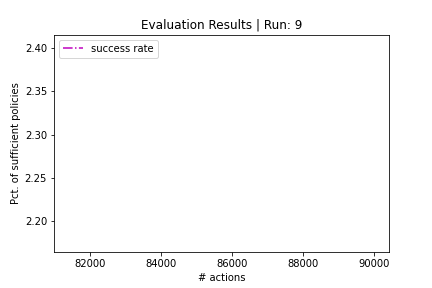 Evaluation Results | Run: 9
success rate
Pct. of sufficient policies
2.40
2.35
2.30
2.25
2.20
82000 84000 86000 88000 90000
# actions